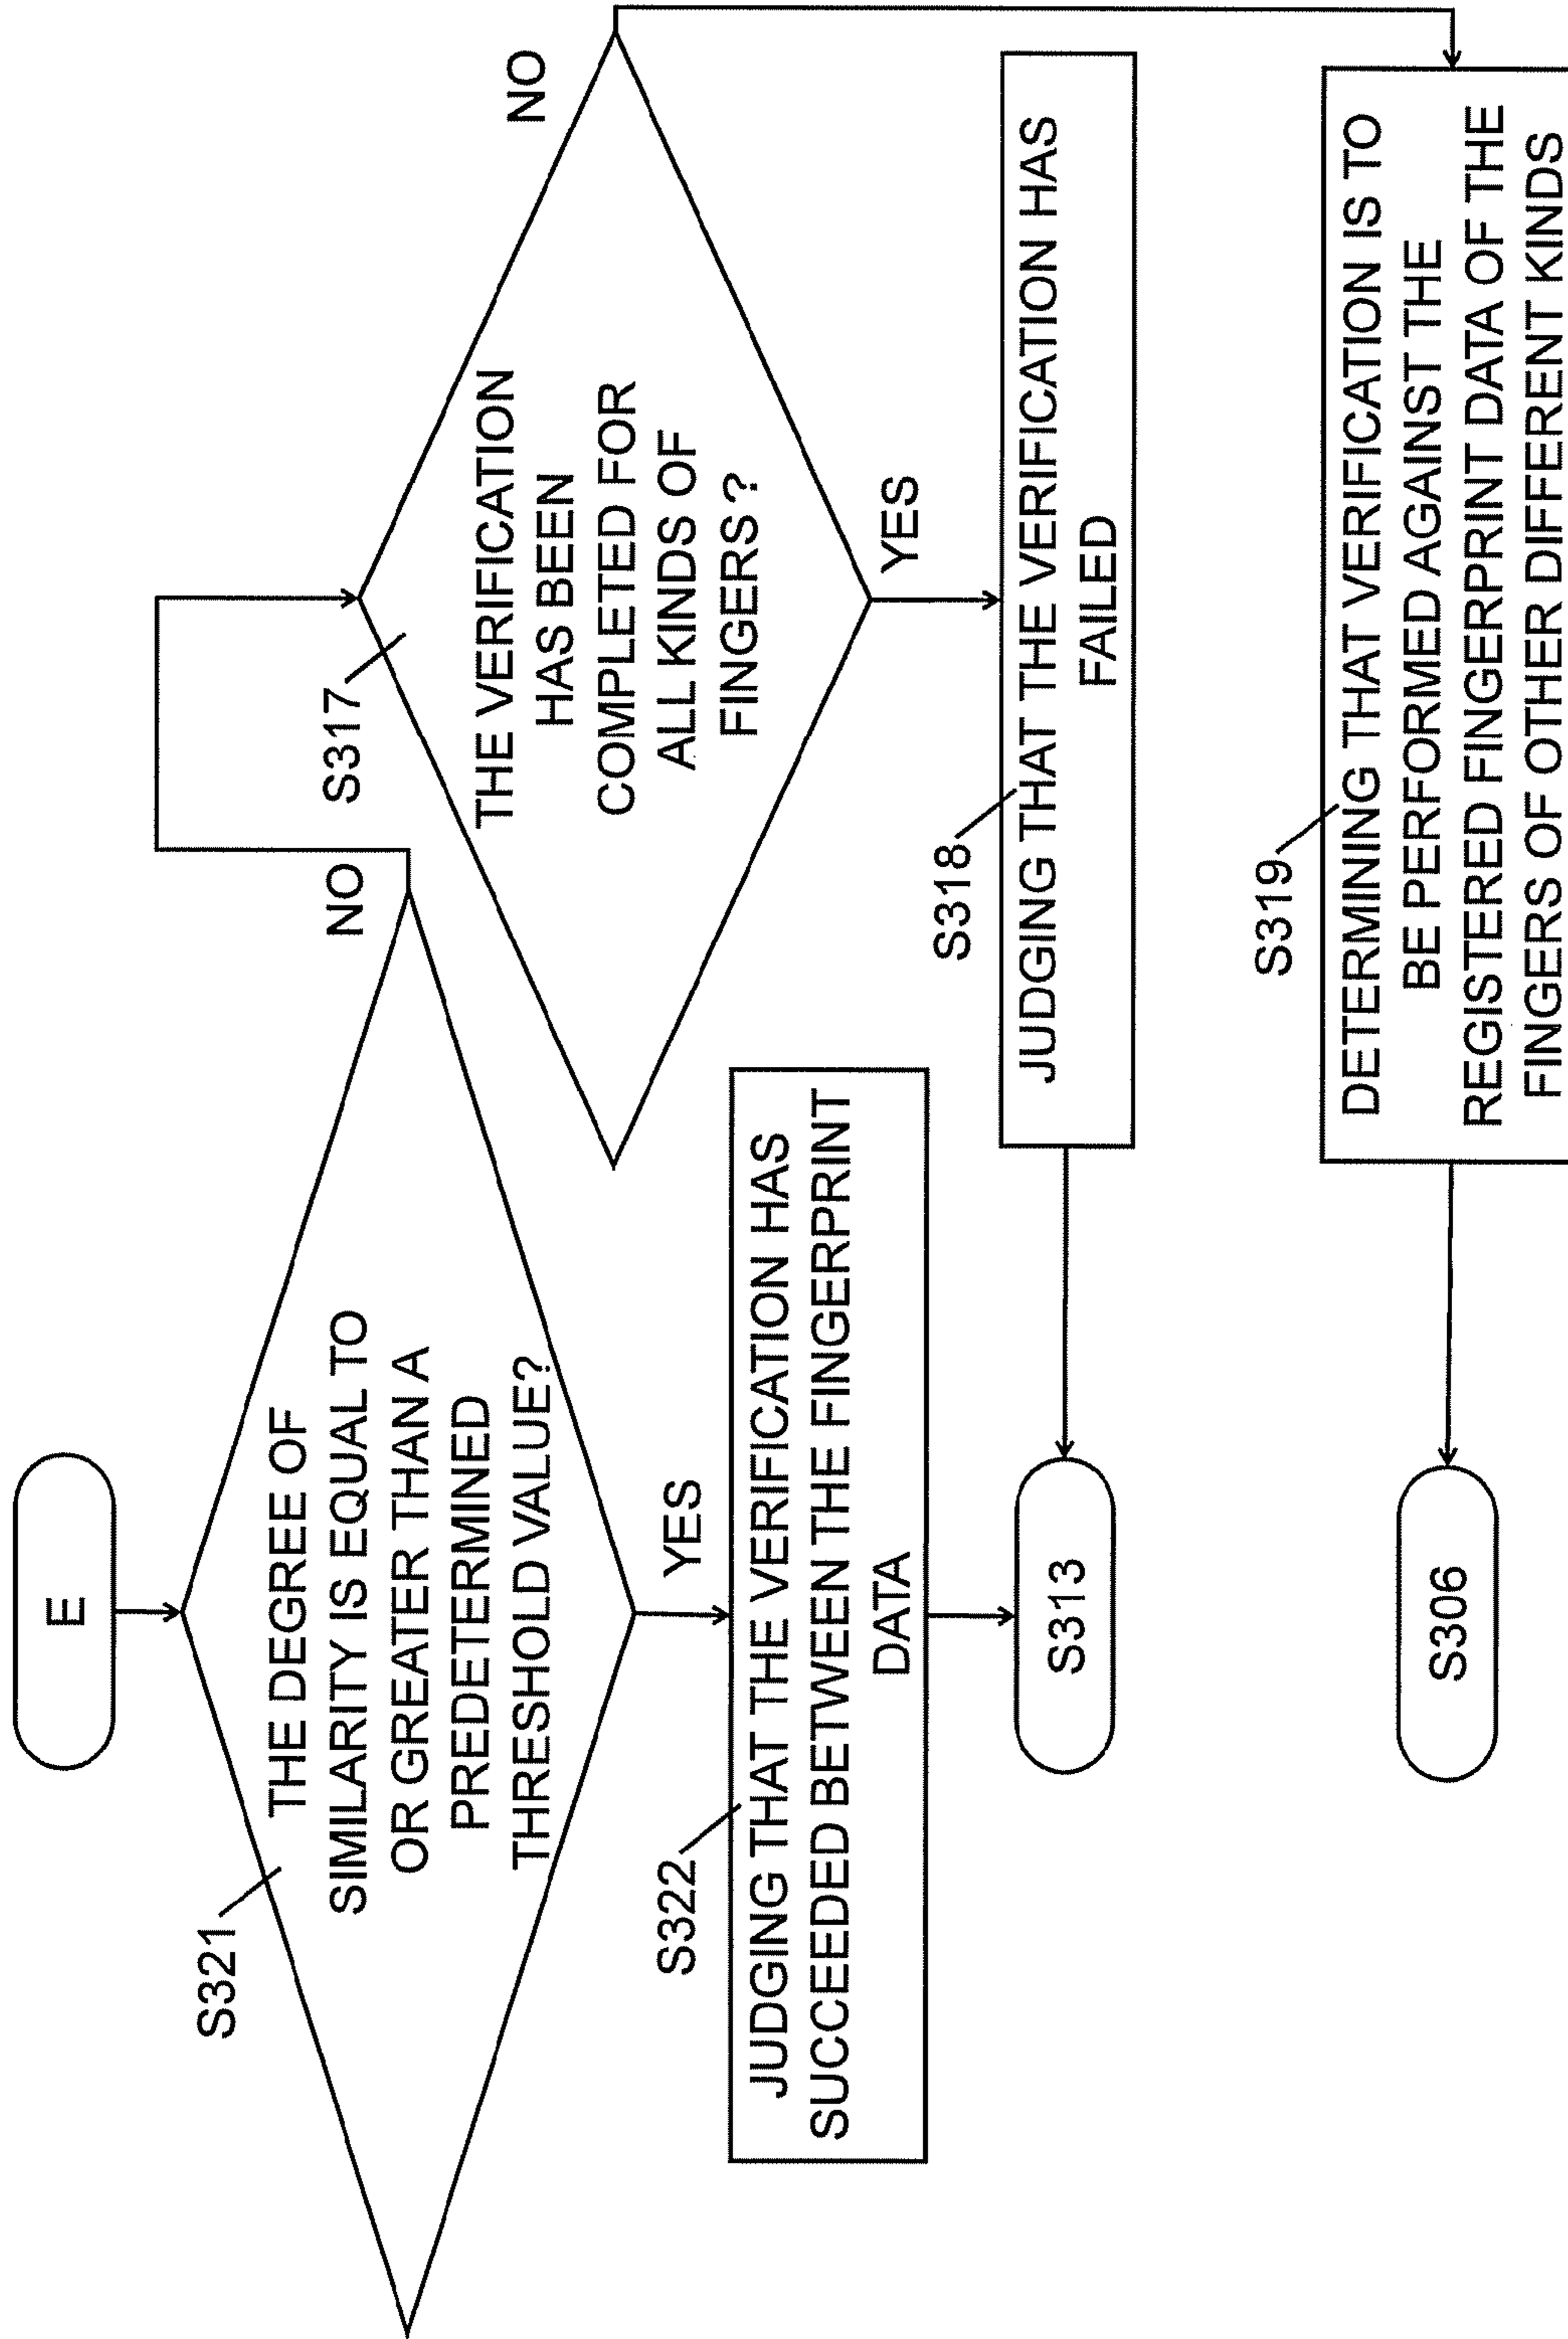 E
S321
THE DEGREE OF
SIMILARITY IS EQUAL TO
OR GREATER THAN A
PREDETERMINED
THRESHOLD VALUE?
NO
YES
S322
JUDGING THAT THE VERIFICATION HAS
SUCCEEDED BETWEEN THE FINGERPRINT
DATA
S313
S317
THE VERIFICATION
HAS BEEN
COMPLETED FOR
ALL KINDS OF
FINGERS?
NO
YES
S318
JUDGING THAT THE VERIFICATION HAS
FAILED
S319
DETERMINING THAT VERIFICATION IS TO
BE PERFORMED AGAINST THE
REGISTERED FINGERPRINT DATA OF THE
FINGERS OF OTHER DIFFERENT KINDS
S306